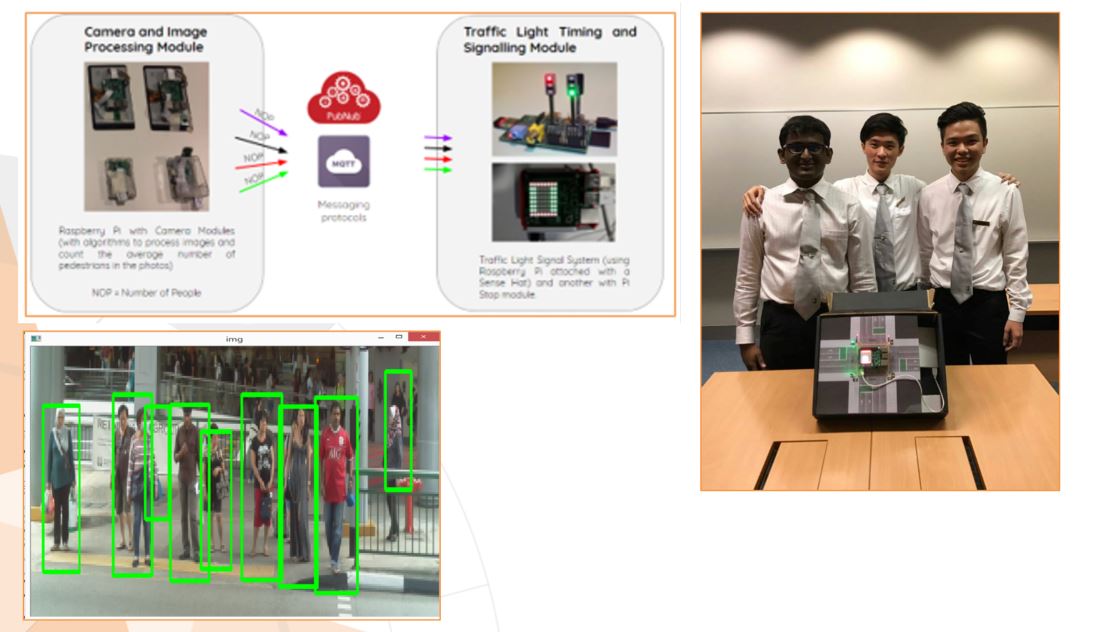 Camera and Image
Processing Module
Raspberry Pi with Camera Modules
(with algorithms to process images and
count the average number of
pedestrians in the photos)
NOP = Number of People
NOP
NOP
NOP
NOP
PubNub
MQTT
Messaging
protocols
Traffic Light Timing and
Signalling Module
Traffic Light Signal System (using
Raspberry Pi attached with a
Sense Hat) and another with Pi
Stop module.
img